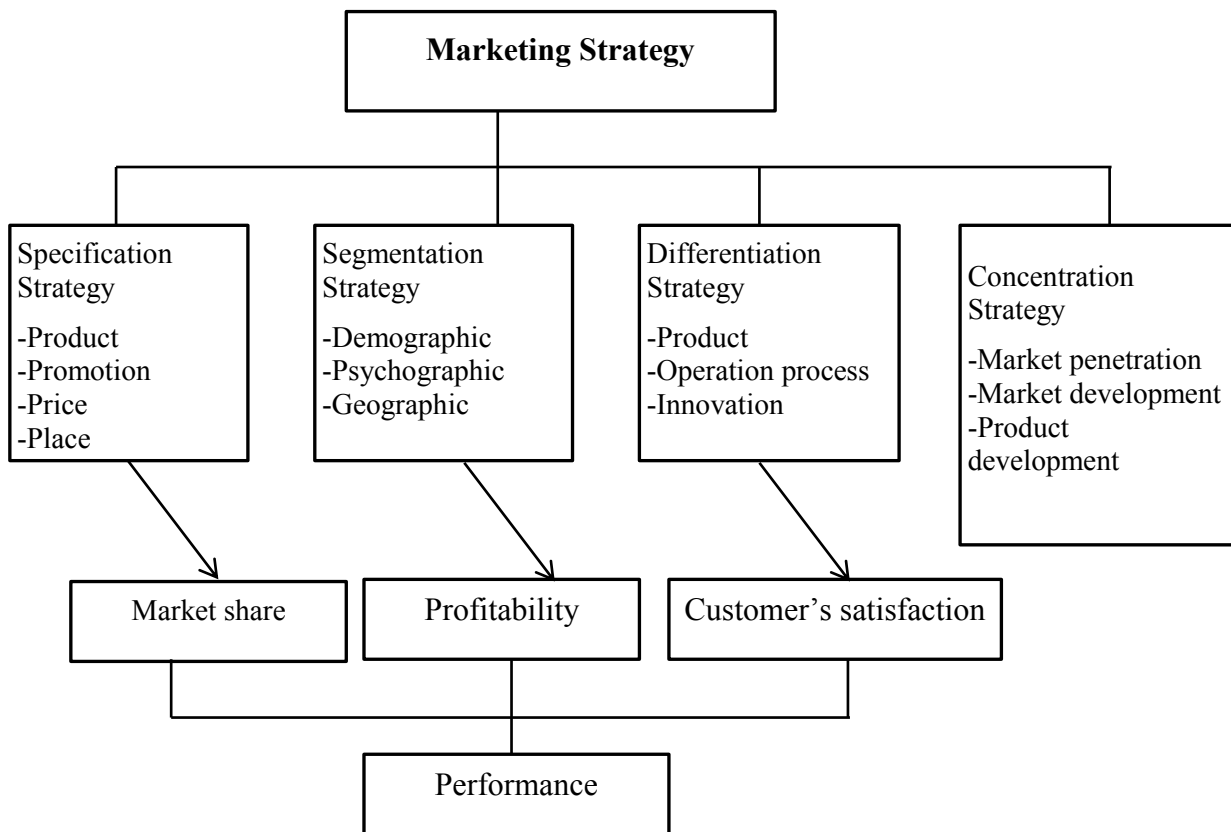 Marketing Strategy
Specification
Strategy
-Product
-Promotion
-Price
-Place
Segmentation
Strategy
-Demographic
-Psychographic
-Geographic
Differentiation
Strategy
-Product
-Operation process
-Innovation
Concentration
Strategy
-Market penetration
-Market development
-Product
development
Market share
Profitability
Customer’s satisfaction
Performance